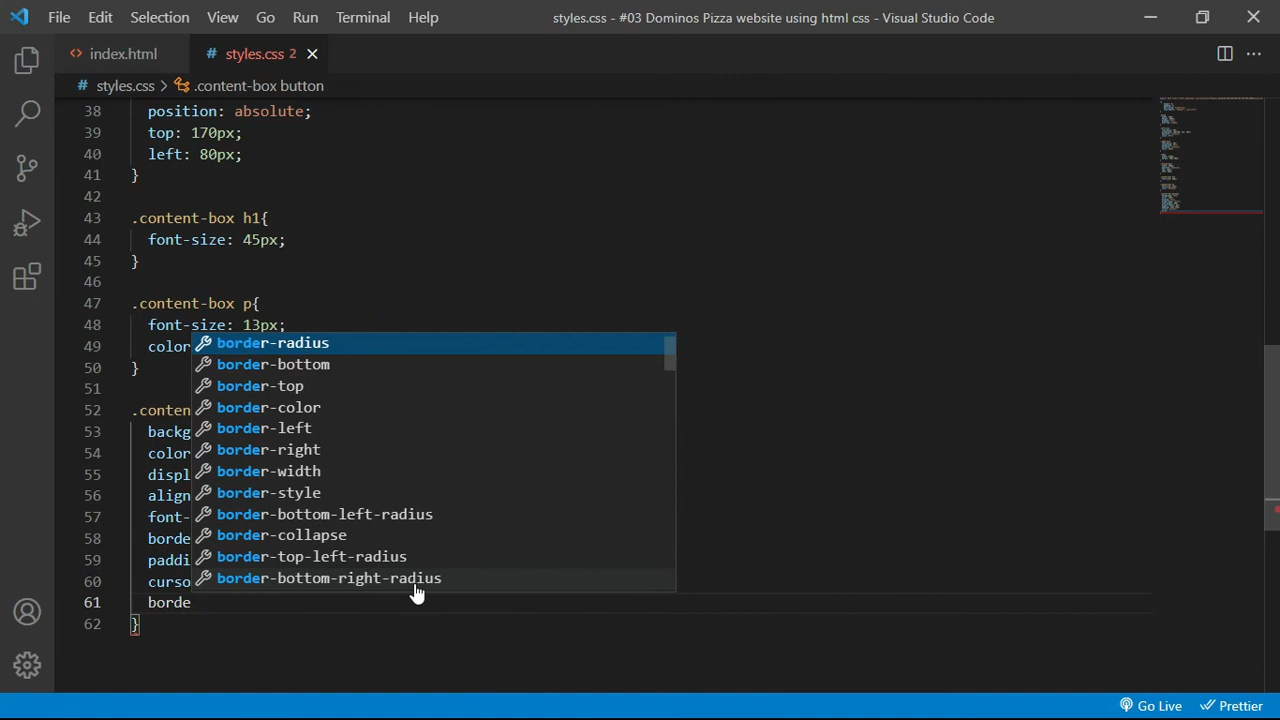 File Edit Selection View Go Run Terminal Help
styles.css - #03 Dominos Pizza website using html css - Visual Studio Code
<> index.html
# styles.css 2
# styles.css > .content-box button
38 position: absolute;
39 top: 170px;
40 left: 80px;
41 }
42
43 .content-box h1{
44 font-size: 45px;
45 }
46
47 .content-box p{
48 font-size: 13px;
49 color
50 }
51
52 .conten
53 backg
54 color
55 displ
56 align
57 font-
58 borde
59 paddi
60 curso
61 borde
62 }
border-radius
border-bottom
border-top
border-color
border-left
border-right
border-width
border-style
border-bottom-left-radius
border-collapse
border-top-left-radius
border-bottom-right-radius
Go Live Prettier